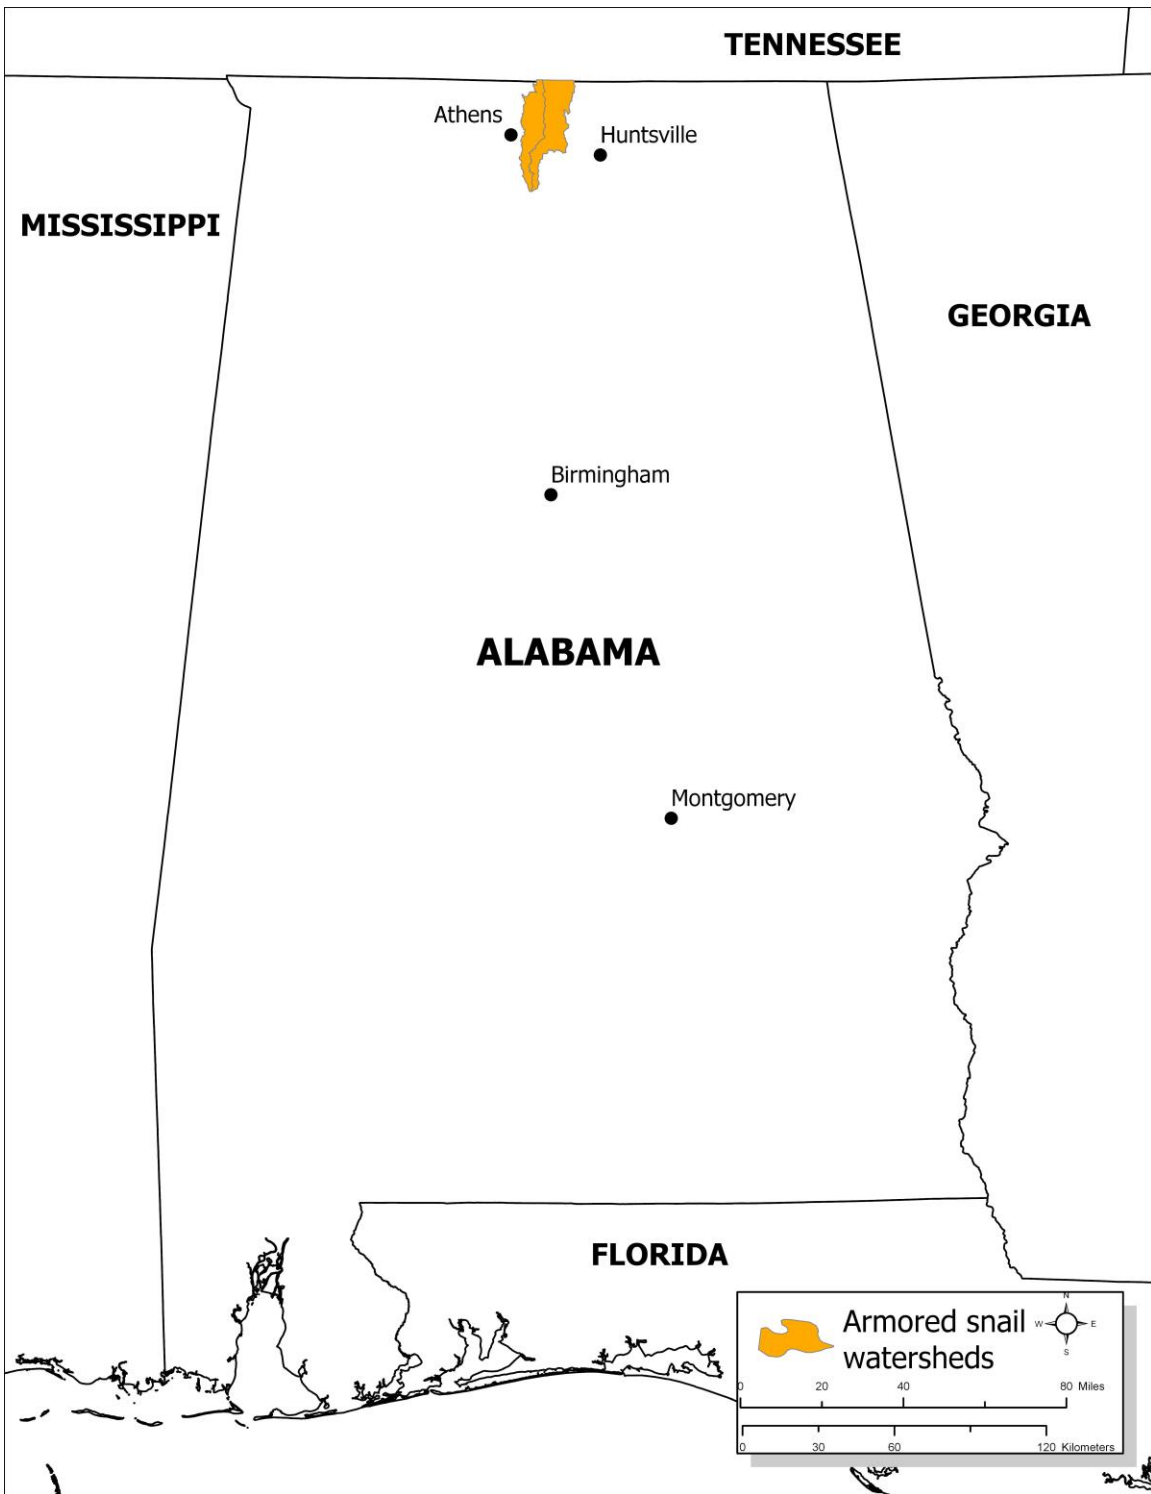 TENNESSEE
Athens
Huntsville
MISSISSIPPI
GEORGIA
Birmingham
ALABAMA
Montgomery
FLORIDA
Armored snail
watersheds
N
W E
S
0 20 40 80 Miles
0 30 60 120 Kilometers